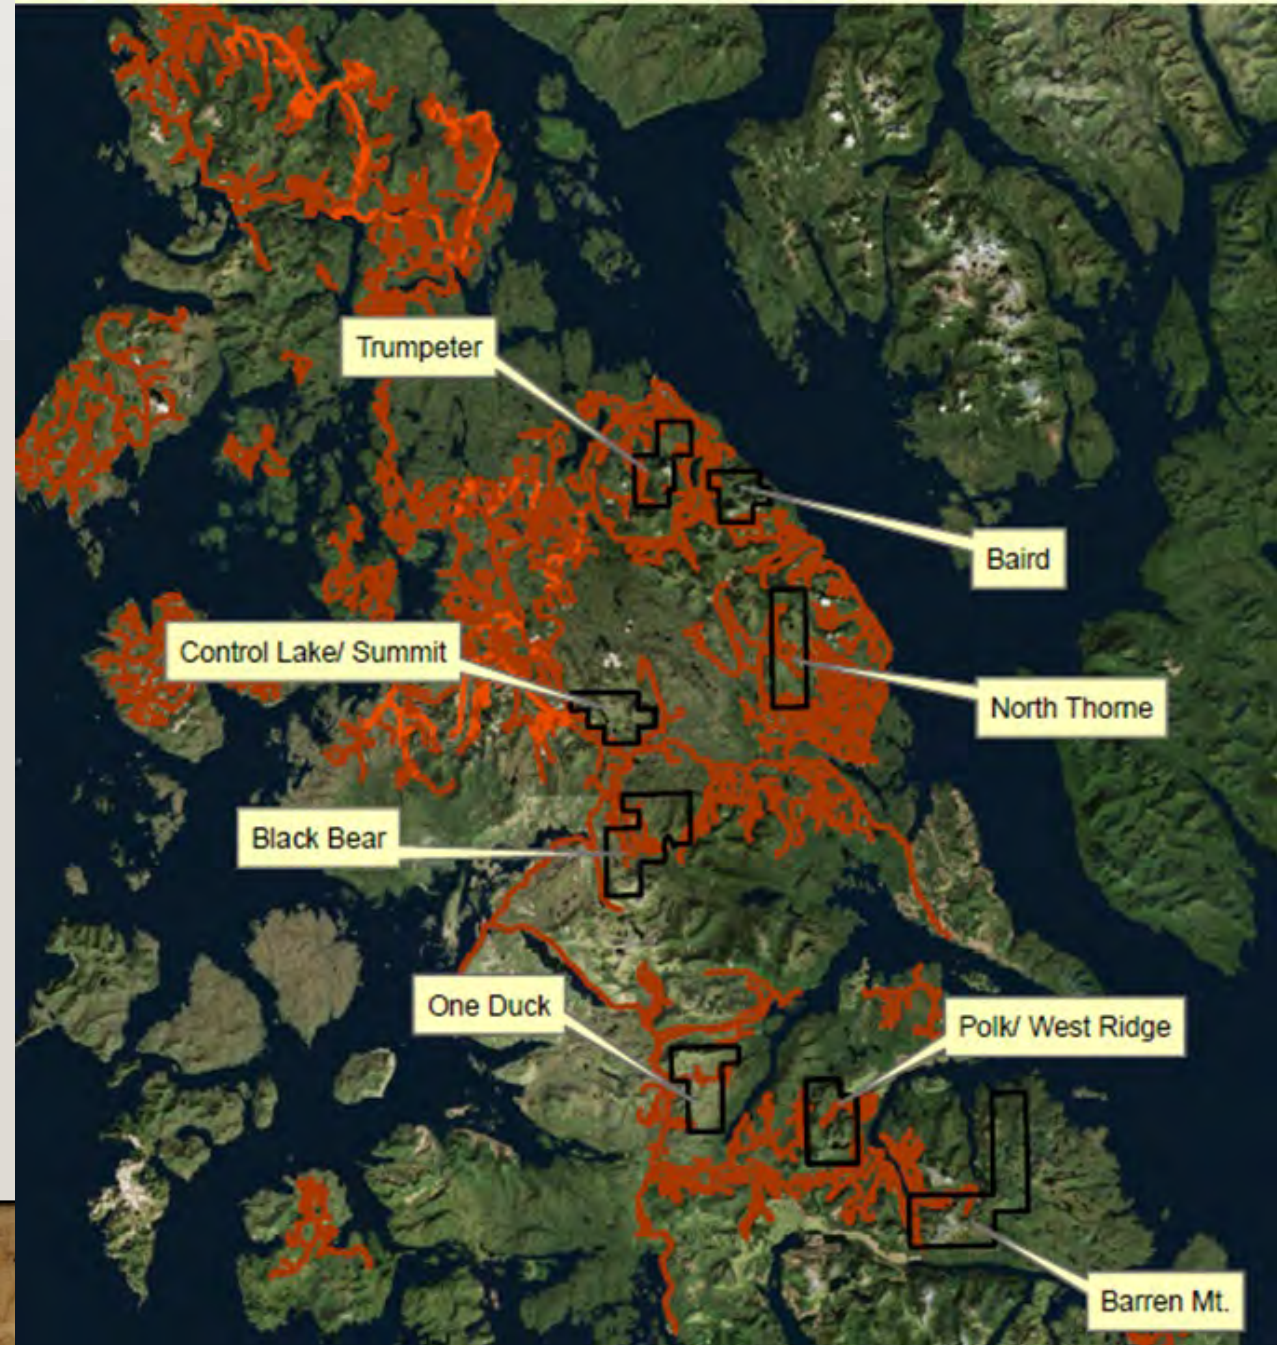 Trumpeter
Baird
Control Lake/ Summit
North Thorne
Black Bear
One Duck
Polk/ West Ridge
Barren Mt.